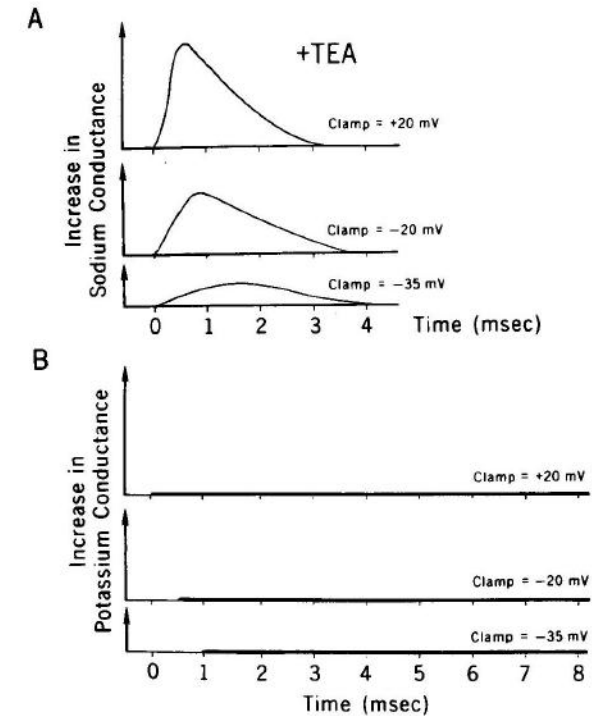 A
+TEA
Increase in
Sodium Conductance
Clamp = +20 mV
Clamp = −20 mV
Clamp = −35 mV
0 1 2 3 4 Time (msec)
B
Increase in
Potassium Conductance
Clamp = +20 mV
Clamp = −20 mV
Clamp = −35 mV
0 1 2 3 4 5 6 7 8
Time (msec)